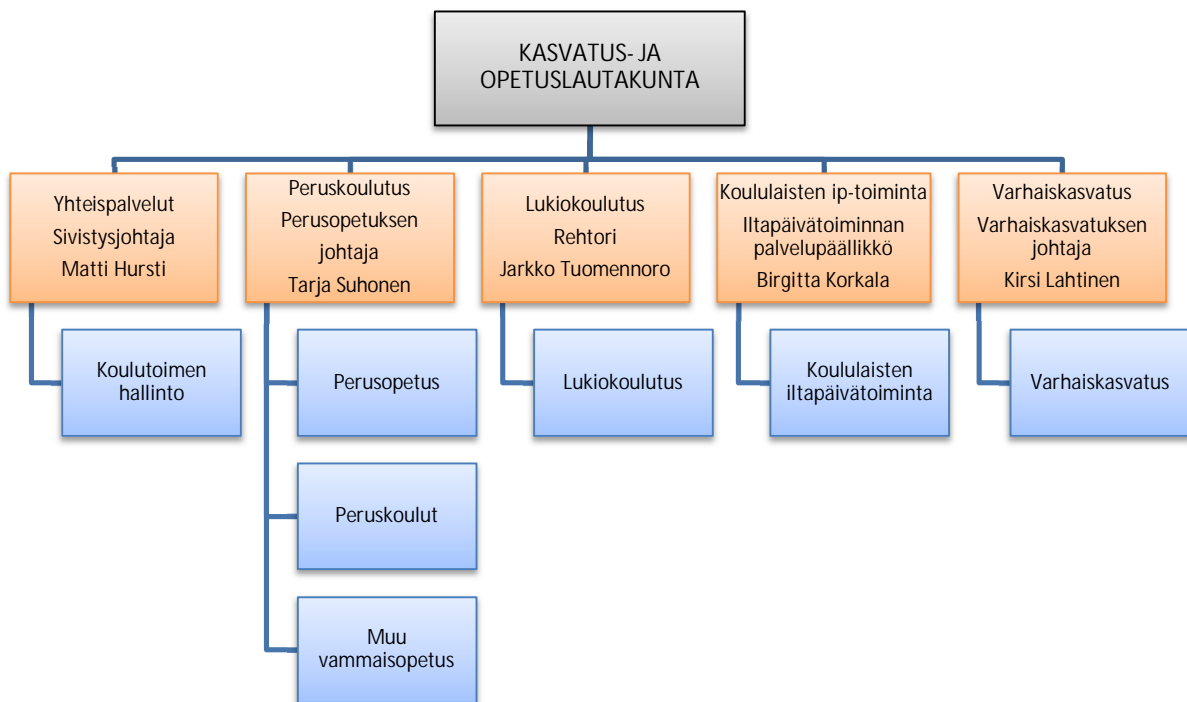 KASVATUS- JA
OPETUSLAUTAKUNTA
Yhteispalvelut
Sivistysjohtaja
Matti Hursti
Peruskoulutus
Perusopetuksen
johtaja
Tarja Suhonen
Lukiokoulutus
Rehtori
Jarkko Tuomennoro
Koululaisten ip-toiminta
Iltapäivätoiminnan
palvelupäällikkö
Birgitta Korkala
Varhaiskasvatus
Varhaiskasvatuksen
johtaja
Kirsi Lahtinen
Koulutoimen
hallinto
Perusopetus
Lukiokoulutus
Koululaisten
iltapäivätoiminta
Varhaiskasvatus
Peruskoulut
Muu
vammaisopetus